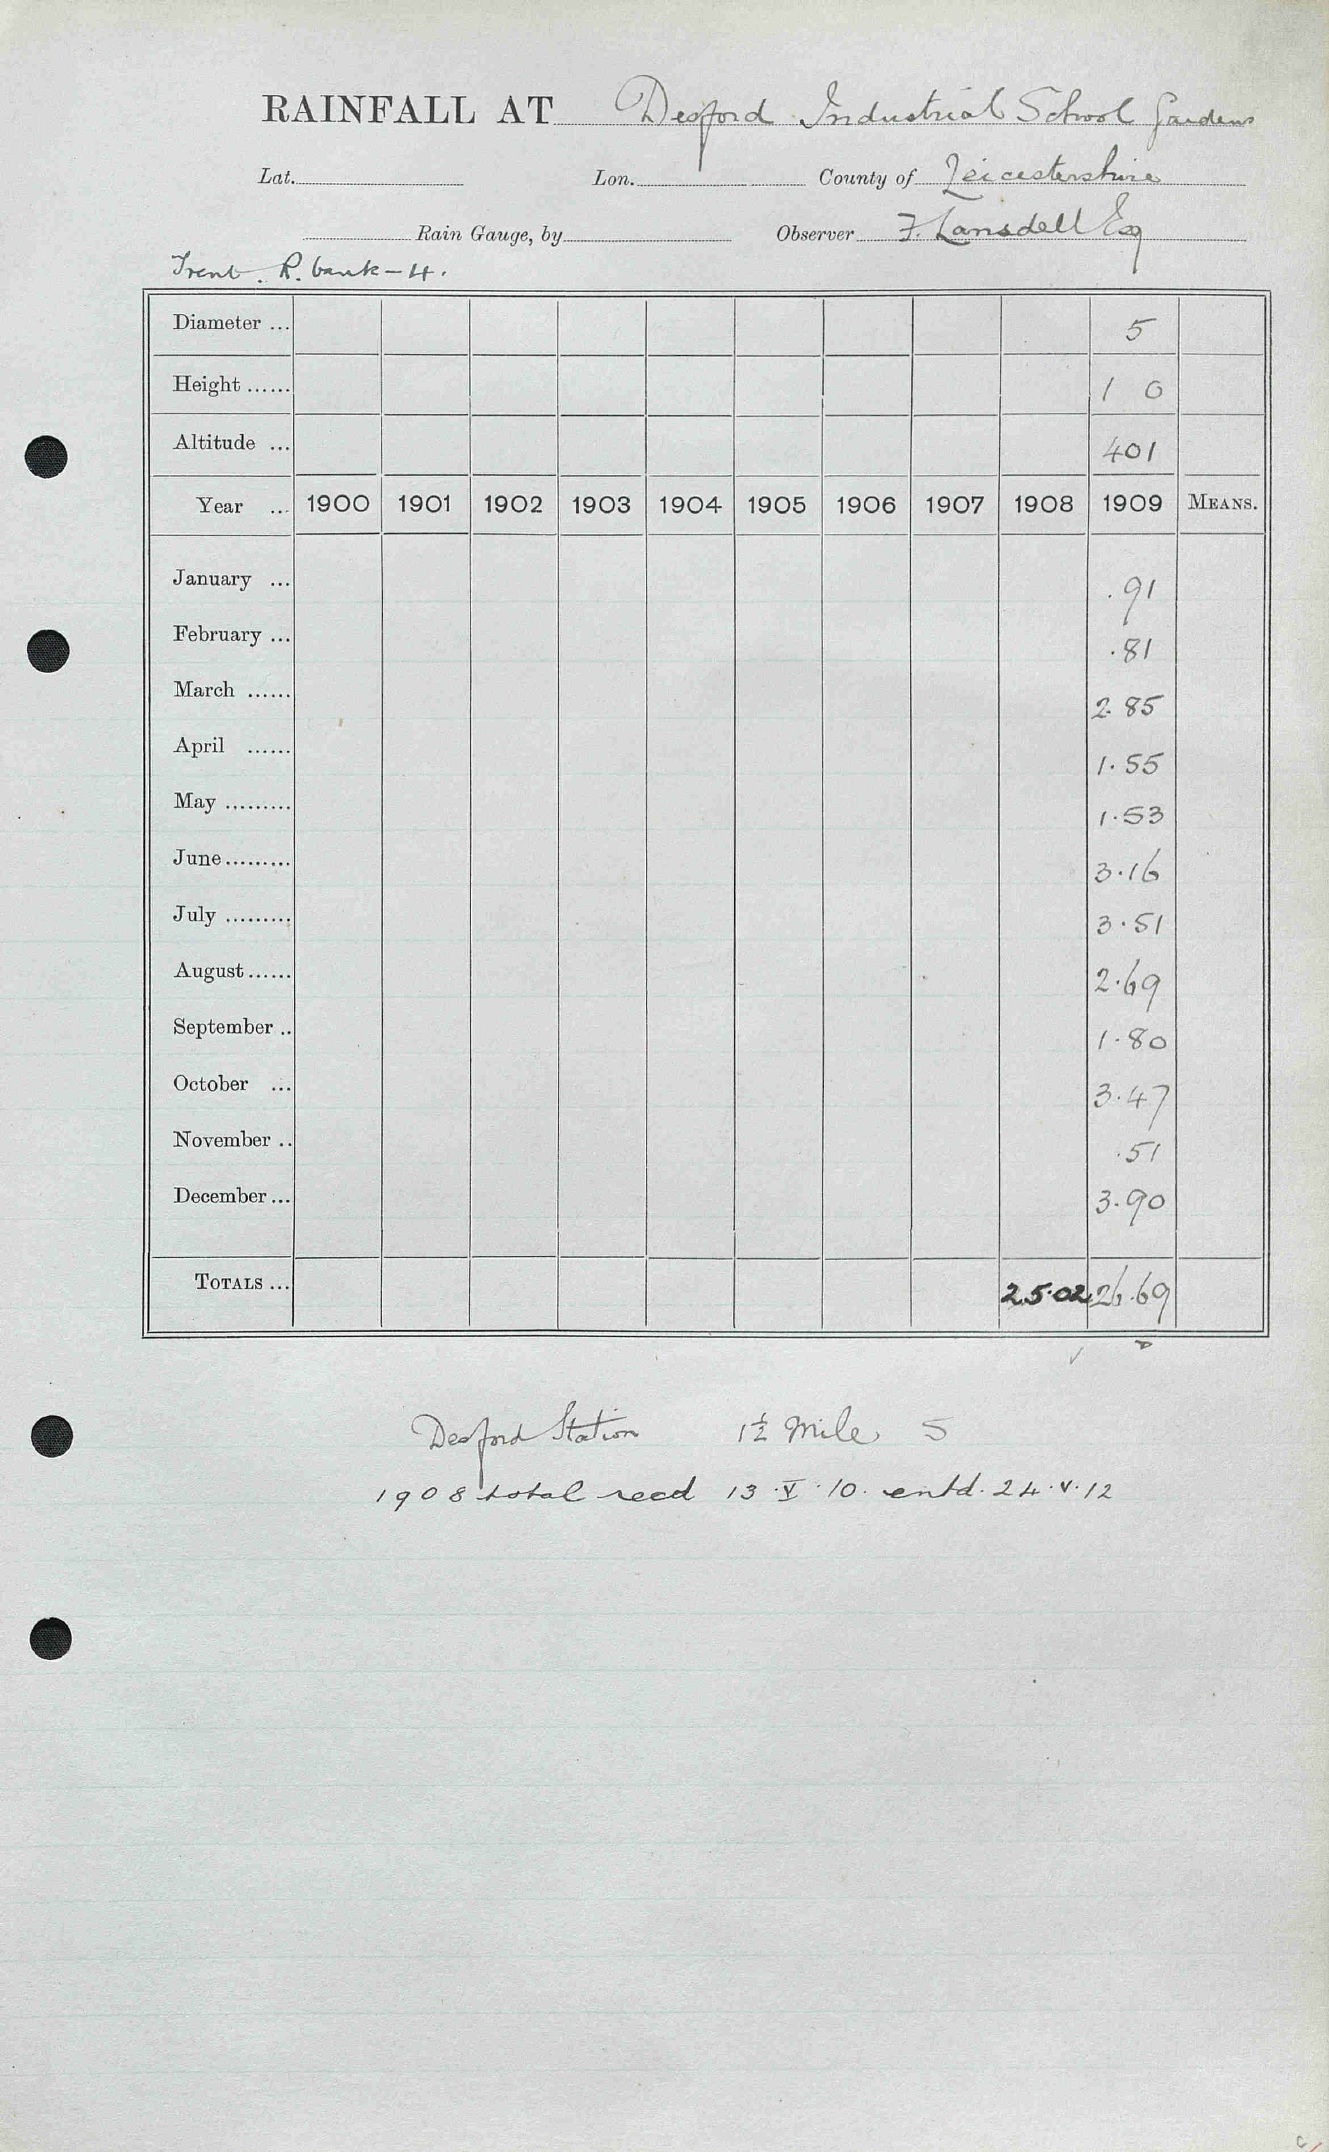 RAINFALL AT Desford Industrial School Gardens
Lat. Lon. County of Leicestershire
Rain Gauge, by Observer F. Lansdell Esq
Trent. R. bank - 4.
Diameter ... 5
Height ...... 1 0
Altitude ... 401
Year ... 1900 1901 1902 1903 1904 1905 1906 1907 1908 1909 MEANS.
January ... .91
February ... .81
March ...... 2.85
April ...... 1.55
May ......... 1.53
June ......... 3.16
July ......... 3.51
August ...... 2.69
September .. 1.80
October ... 3.47
November .. .51
December ... 3.90
TOTALS ... 25.02 26.69
Desford Station 1½ mile S
1908 total recd 13.V.10. entd. 24.V.12